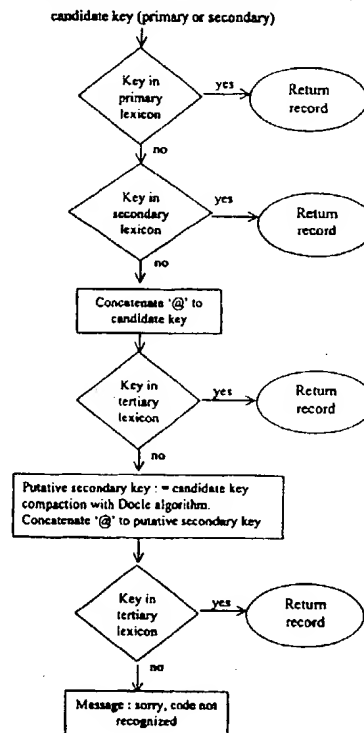 candidate key (primary or secondary)
Key in
primary
lexicon
yes
Return
record
no
Key in
secondary
lexicon
yes
Return
record
no
Concatenate '@' to
candidate key
Key in
tertiary
lexicon
yes
Return
record
no
Putative secondary key : = candidate key
compaction with Docle algorithm.
Concatenate '@' to putative secondary key
Key in
tertiary
lexicon
yes
Return
record
no
Message : sorry, code not
recognized